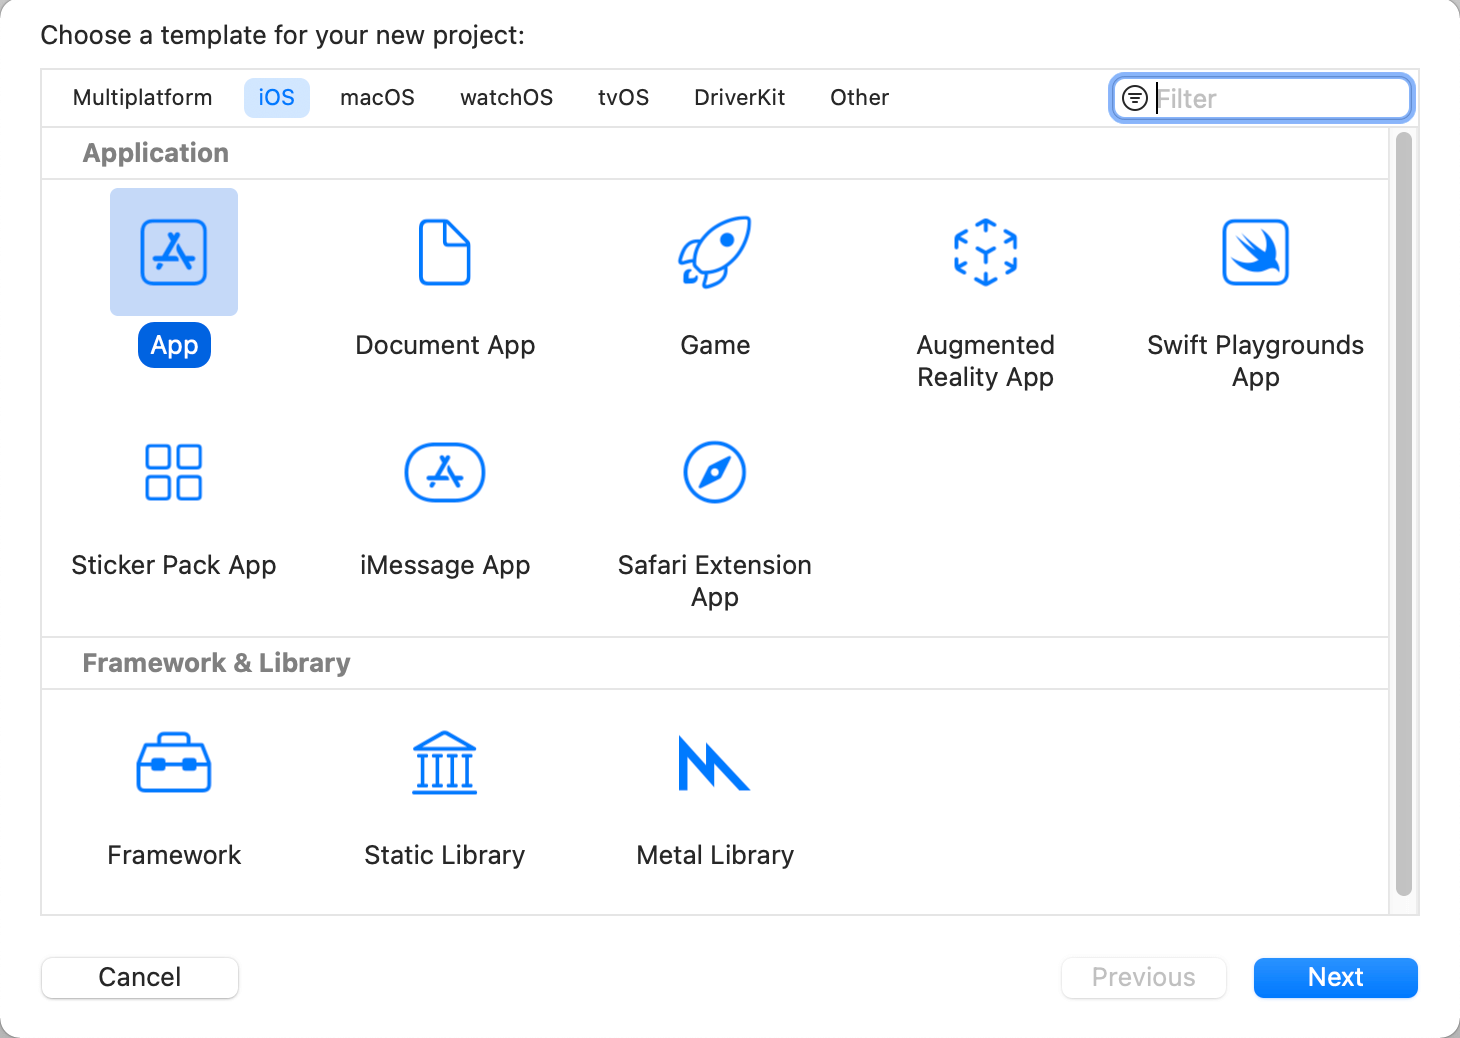 Choose a template for your new project:
Multiplatform iOS macOS watchOS tvOS DriverKit Other Filter
Application
App Document App Game Augmented Reality App Swift Playgrounds App
Sticker Pack App iMessage App Safari Extension App
Framework & Library
Framework Static Library Metal Library
Cancel Previous Next